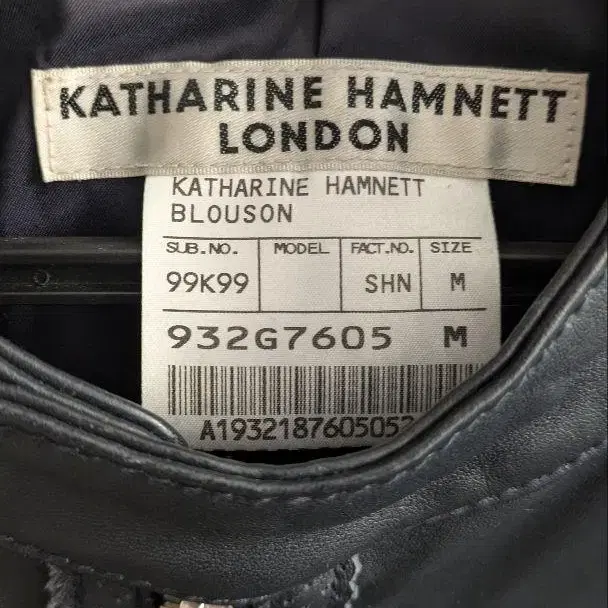 KATHARINE HAMNETT
LONDON
KATHARINE HAMNETT
BLOUSON
SUB.NO. MODEL FACT.NO. SIZE
99K99 SHN M
932G7605 M
A193218760505